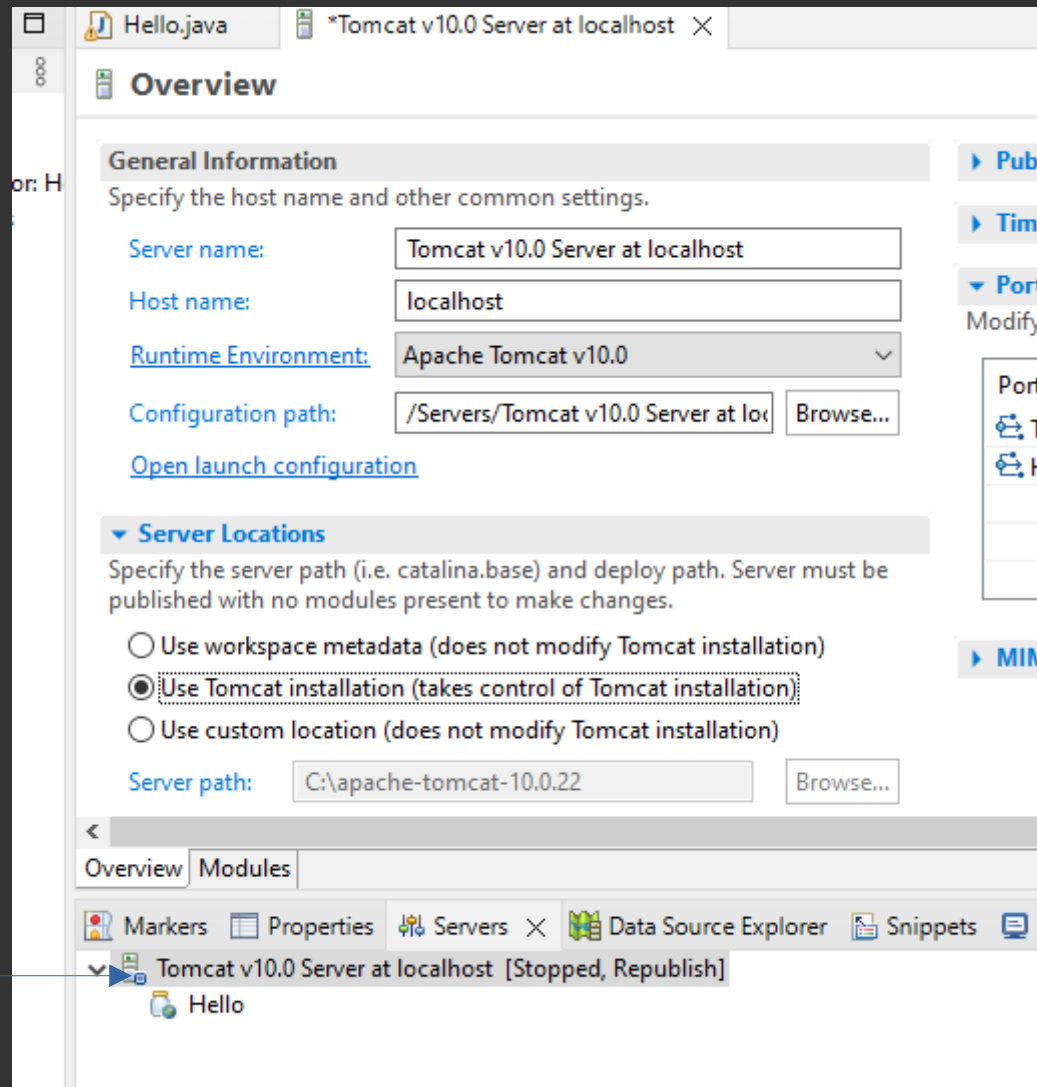 Hello.java
*Tomcat v10.0 Server at localhost
Overview
or: H
General Information
Specify the host name and other common settings.
Server name: Tomcat v10.0 Server at localhost
Host name: localhost
Runtime Environment: Apache Tomcat v10.0
Configuration path: /Servers/Tomcat v10.0 Server at loc Browse...
Open launch configuration
Server Locations
Specify the server path (i.e. catalina.base) and deploy path. Server must be
published with no modules present to make changes.
Use workspace metadata (does not modify Tomcat installation)
Use Tomcat installation (takes control of Tomcat installation)
Use custom location (does not modify Tomcat installation)
Server path: C:\apache-tomcat-10.0.22 Browse...
Pub
Tim
Port
Modify
Port
T
H
MIM
Overview Modules
Markers Properties Servers Data Source Explorer Snippets
Tomcat v10.0 Server at localhost [Stopped, Republish]
Hello